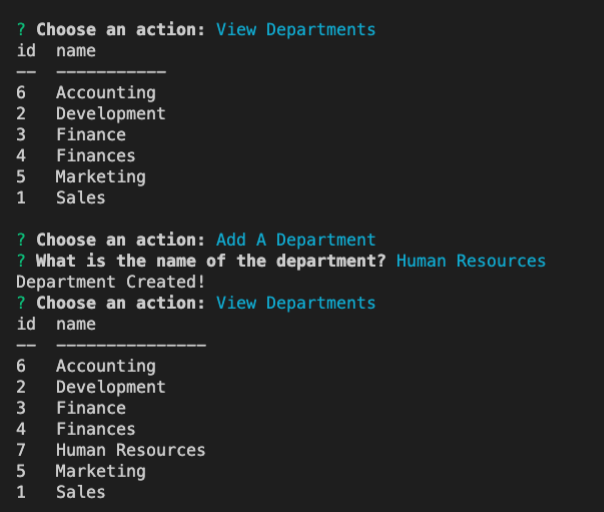 ? Choose an action: View Departments
id  name
--  -----------
6   Accounting
2   Development
3   Finance
4   Finances
5   Marketing
1   Sales

? Choose an action: Add A Department
? What is the name of the department? Human Resources
Department Created!
? Choose an action: View Departments
id  name
--  ---------------
6   Accounting
2   Development
3   Finance
4   Finances
7   Human Resources
5   Marketing
1   Sales